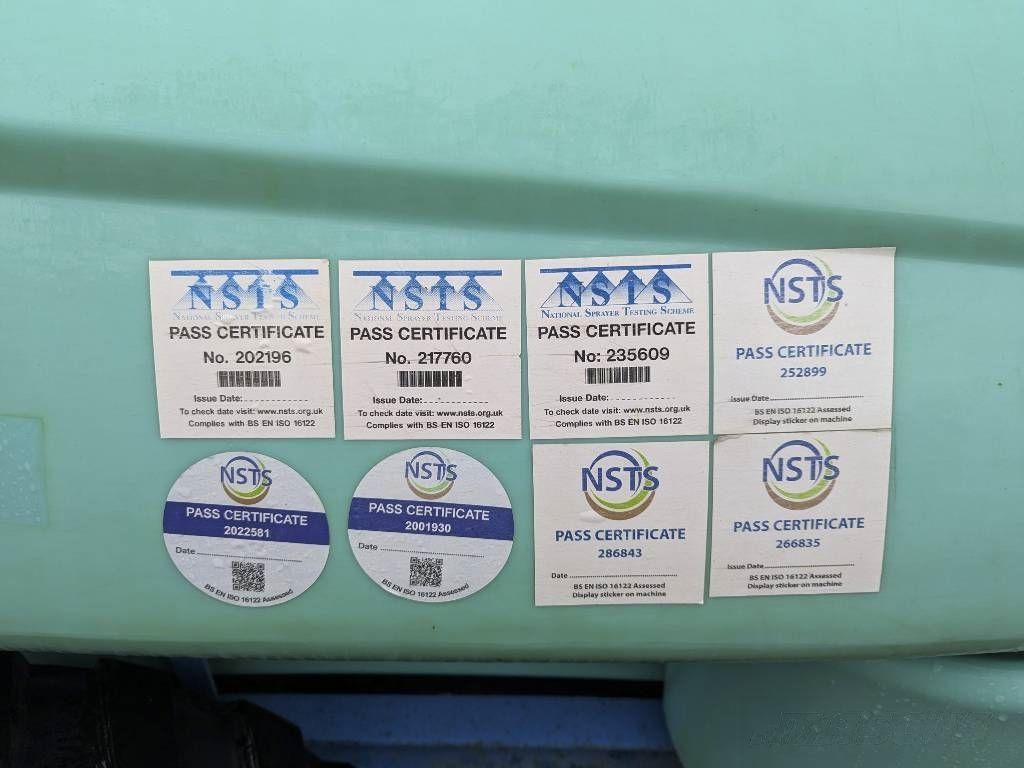 NSTS
NATIONAL SPRAYER TESTING SCHEME
PASS CERTIFICATE
No. 202196
Issue Date:
To check date visit: www.nsts.org.uk
Complies with BS EN ISO 16122
NSTS
NATIONAL SPRAYER TESTING SCHEME
PASS CERTIFICATE
No. 217760
Issue Date:
To check date visit: www.nsts.org.uk
Complies with BS EN ISO 16122
NSTS
NATIONAL SPRAYER TESTING SCHEME
PASS CERTIFICATE
No: 235609
Issue Date:
To check date visit: www.nsts.org.uk
Complies with BS EN ISO 16122
NSTS
PASS CERTIFICATE
252899
Issue Date
BS EN ISO 16122 Assessed
Display sticker on machine
NSTS
PASS CERTIFICATE
2022581
Date
BS EN ISO 16122 Assessed
NSTS
PASS CERTIFICATE
2001930
Date
BS EN ISO 16122 Assessed
NSTS
PASS CERTIFICATE
286843
Date
BS EN ISO 16122 Assessed
Display sticker on machine
NSTS
PASS CERTIFICATE
266835
Issue Date
BS EN ISO 16122 Assessed
Display sticker on machine